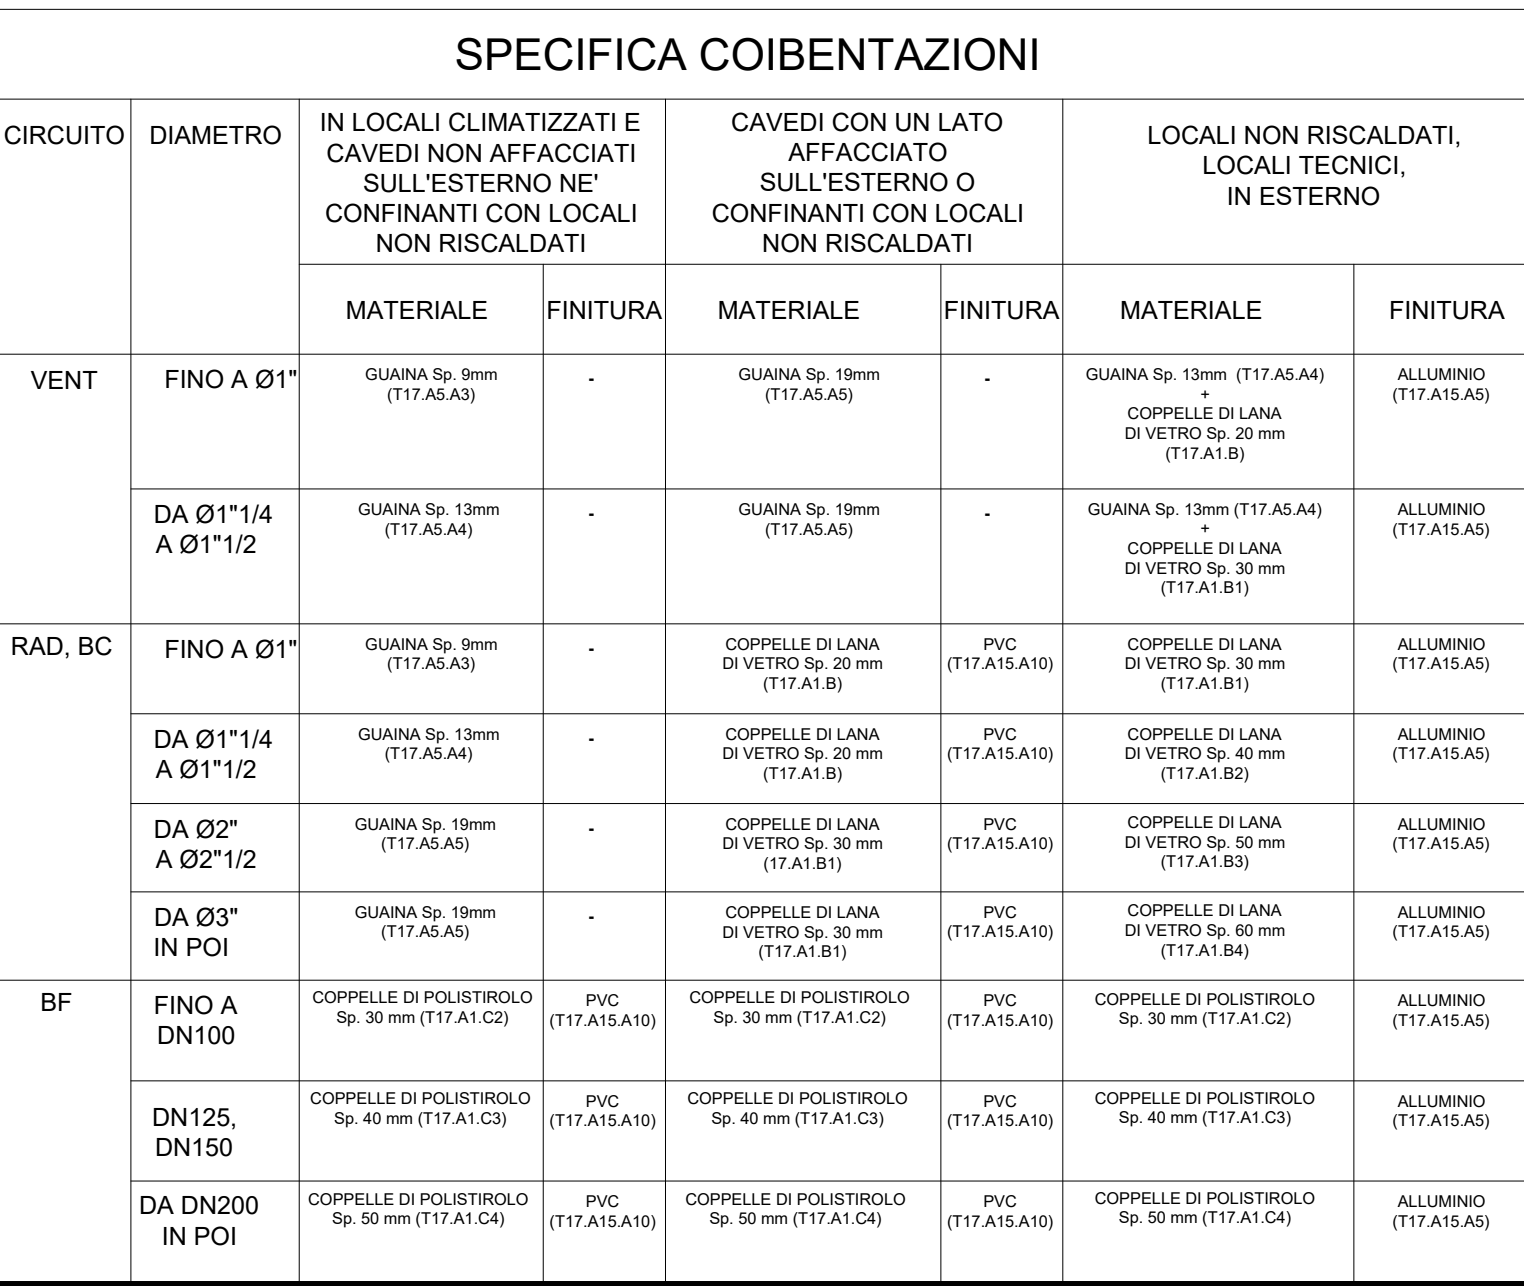 SPECIFICA COIBENTAZIONI
CIRCUITO
DIAMETRO
IN LOCALI CLIMATIZZATI E
CAVEDI NON AFFACCIATI
SULL'ESTERNO NE'
CONFINANTI CON LOCALI
NON RISCALDATI
CAVEDI CON UN LATO
AFFACCIATO
SULL'ESTERNO O
CONFINANTI CON LOCALI
NON RISCALDATI
LOCALI NON RISCALDATI,
LOCALI TECNICI,
IN ESTERNO
MATERIALE
FINITURA
MATERIALE
FINITURA
MATERIALE
FINITURA
VENT
FINO A Ø1"
GUAINA Sp. 9mm
(T17.A5.A3)
-
GUAINA Sp. 19mm
(T17.A5.A5)
-
GUAINA Sp. 13mm (T17.A5.A4)
+
COPPELLE DI LANA
DI VETRO Sp. 20 mm
(T17.A1.B)
ALLUMINIO
(T17.A15.A5)
DA Ø1"1/4
A Ø1"1/2
GUAINA Sp. 13mm
(T17.A5.A4)
-
GUAINA Sp. 19mm
(T17.A5.A5)
-
GUAINA Sp. 13mm (T17.A5.A4)
+
COPPELLE DI LANA
DI VETRO Sp. 30 mm
(T17.A1.B1)
ALLUMINIO
(T17.A15.A5)
RAD, BC
FINO A Ø1"
GUAINA Sp. 9mm
(T17.A5.A3)
-
COPPELLE DI LANA
DI VETRO Sp. 20 mm
(T17.A1.B)
PVC
(T17.A15.A10)
COPPELLE DI LANA
DI VETRO Sp. 30 mm
(T17.A1.B1)
ALLUMINIO
(T17.A15.A5)
DA Ø1"1/4
A Ø1"1/2
GUAINA Sp. 13mm
(T17.A5.A4)
-
COPPELLE DI LANA
DI VETRO Sp. 20 mm
(T17.A1.B)
PVC
(T17.A15.A10)
COPPELLE DI LANA
DI VETRO Sp. 40 mm
(T17.A1.B2)
ALLUMINIO
(T17.A15.A5)
DA Ø2"
A Ø2"1/2
GUAINA Sp. 19mm
(T17.A5.A5)
-
COPPELLE DI LANA
DI VETRO Sp. 30 mm
(17.A1.B1)
PVC
(T17.A15.A10)
COPPELLE DI LANA
DI VETRO Sp. 50 mm
(T17.A1.B3)
ALLUMINIO
(T17.A15.A5)
DA Ø3"
IN POI
GUAINA Sp. 19mm
(T17.A5.A5)
-
COPPELLE DI LANA
DI VETRO Sp. 30 mm
(T17.A1.B1)
PVC
(T17.A15.A10)
COPPELLE DI LANA
DI VETRO Sp. 60 mm
(T17.A1.B4)
ALLUMINIO
(T17.A15.A5)
BF
FINO A
DN100
COPPELLE DI POLISTIROLO
Sp. 30 mm (T17.A1.C2)
PVC
(T17.A15.A10)
COPPELLE DI POLISTIROLO
Sp. 30 mm (T17.A1.C2)
PVC
(T17.A15.A10)
COPPELLE DI POLISTIROLO
Sp. 30 mm (T17.A1.C2)
ALLUMINIO
(T17.A15.A5)
DN125,
DN150
COPPELLE DI POLISTIROLO
Sp. 40 mm (T17.A1.C3)
PVC
(T17.A15.A10)
COPPELLE DI POLISTIROLO
Sp. 40 mm (T17.A1.C3)
PVC
(T17.A15.A10)
COPPELLE DI POLISTIROLO
Sp. 40 mm (T17.A1.C3)
ALLUMINIO
(T17.A15.A5)
DA DN200
IN POI
COPPELLE DI POLISTIROLO
Sp. 50 mm (T17.A1.C4)
PVC
(T17.A15.A10)
COPPELLE DI POLISTIROLO
Sp. 50 mm (T17.A1.C4)
PVC
(T17.A15.A10)
COPPELLE DI POLISTIROLO
Sp. 50 mm (T17.A1.C4)
ALLUMINIO
(T17.A15.A5)